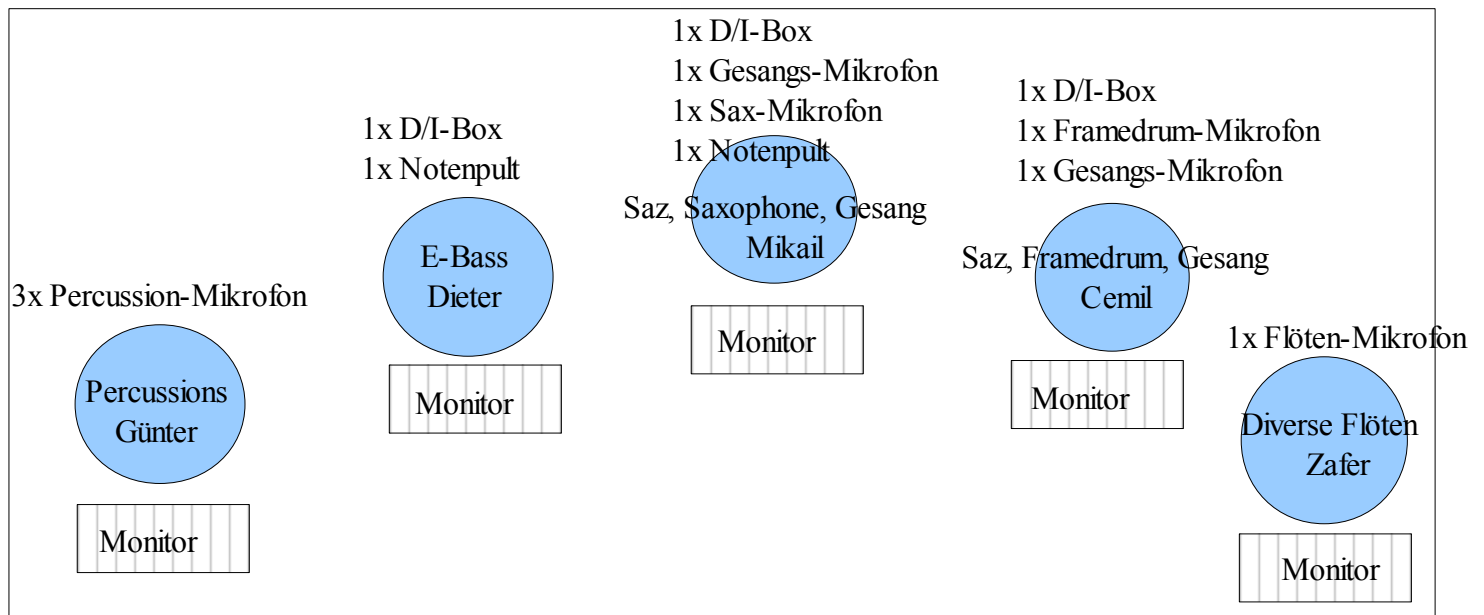 3x Percussion-Mikrofon
Percussions
Günter
Monitor
1x D/I-Box
1x Notenpult
E-Bass
Dieter
Monitor
1x D/I-Box
1x Gesangs-Mikrofon
1x Sax-Mikrofon
1x Notenpult
Saz, Saxophone, Gesang
Mikail
Monitor
1x D/I-Box
1x Framedrum-Mikrofon
1x Gesangs-Mikrofon
Saz, Framedrum, Gesang
Cemil
Monitor
1x Flöten-Mikrofon
Diverse Flöten
Zafer
Monitor